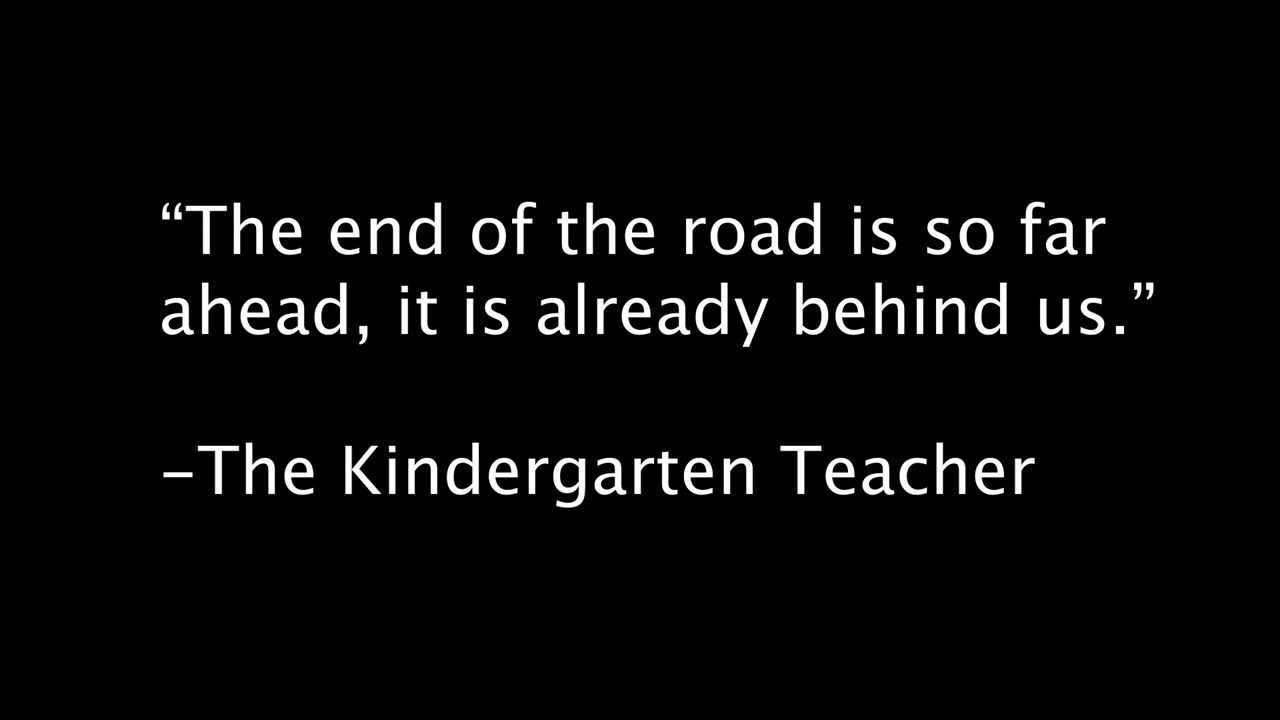 “The end of the road is so far
ahead, it is already behind us.”
–The Kindergarten Teacher